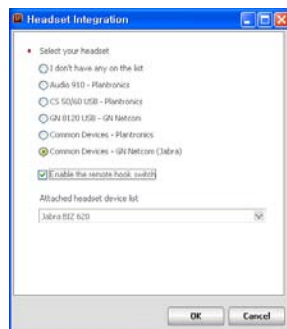 Headset Integration
Select your headset
I don't have any on the list
Audio 910 - Plantronics
CS 50/60 USB - Plantronics
GN 8120 USB - GN Netcom
Common Devices - Plantronics
Common Devices - GN Netcom (Jabra)
Enable the remote hook switch
Attached headset device list
Jabra BIZ 620
OK
Cancel